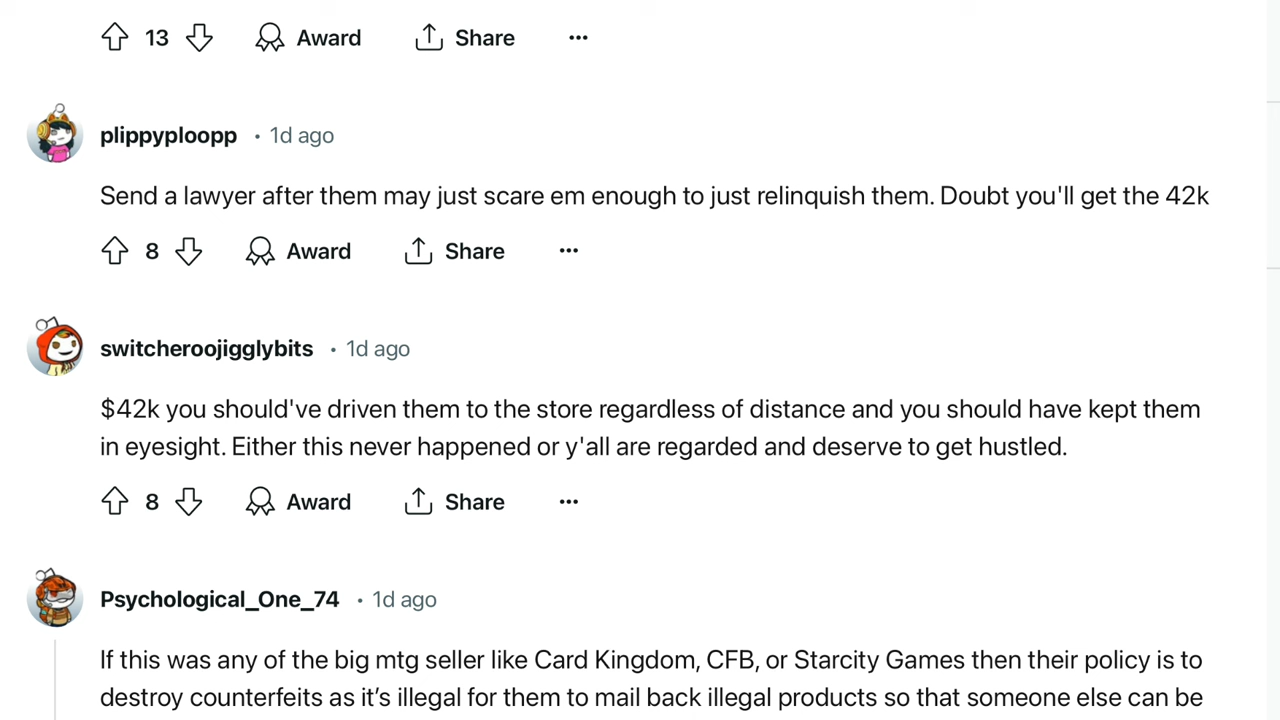 13 Award Share
plippyploopp • 1d ago
Send a lawyer after them may just scare em enough to just relinquish them. Doubt you'll get the 42k
8 Award Share
switcheroojigglybits • 1d ago
$42k you should've driven them to the store regardless of distance and you should have kept them
in eyesight. Either this never happened or y'all are regarded and deserve to get hustled.
8 Award Share
Psychological_One_74 • 1d ago
If this was any of the big mtg seller like Card Kingdom, CFB, or Starcity Games then their policy is to
destroy counterfeits as it’s illegal for them to mail back illegal products so that someone else can be